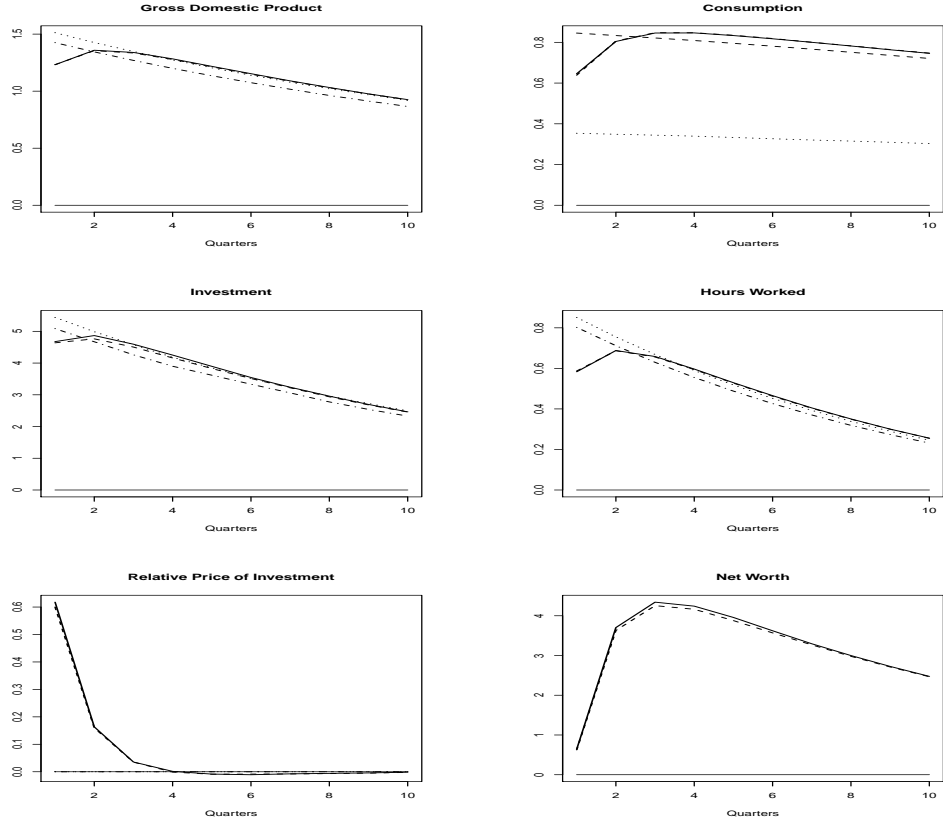 Gross Domestic Product
1.5
1.0
0.5
0.0
2 4 6 8 10
Quarters
Consumption
0.8
0.6
0.4
0.2
0.0
2 4 6 8 10
Quarters
Investment
5
4
3
2
1
0
2 4 6 8 10
Quarters
Hours Worked
0.8
0.6
0.4
0.2
0.0
2 4 6 8 10
Quarters
Relative Price of Investment
0.6
0.5
0.4
0.3
0.2
0.1
0.0
2 4 6 8 10
Quarters
Net Worth
4
3
2
1
0
2 4 6 8 10
Quarters